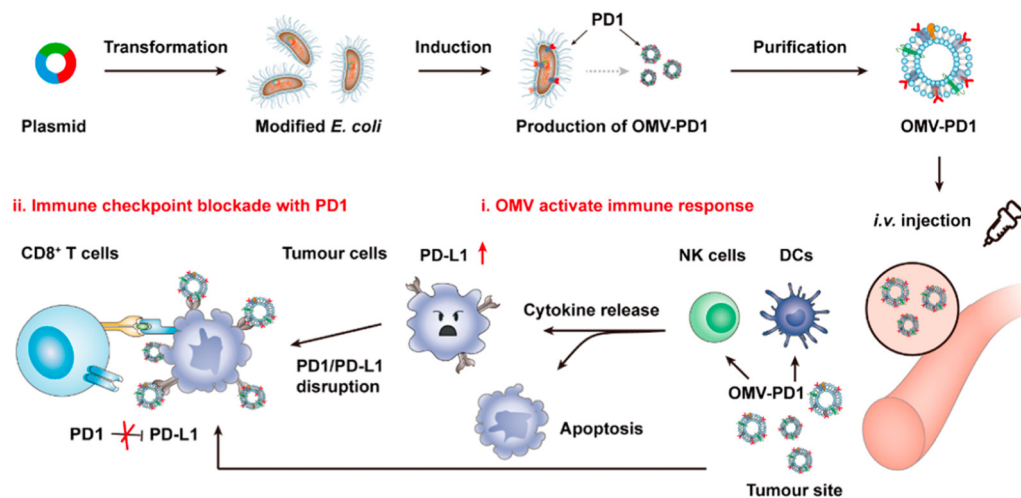 Transformation
Induction
PD1
Purification
Plasmid
Modified E. coli
Production of OMV-PD1
OMV-PD1
ii. Immune checkpoint blockade with PD1
i. OMV activate immune response
i.v. injection
CD8⁺ T cells
Tumour cells
PD-L1
NK cells
DCs
Cytokine release
PD1/PD-L1
disruption
OMV-PD1
PD1
PD-L1
Apoptosis
Tumour site